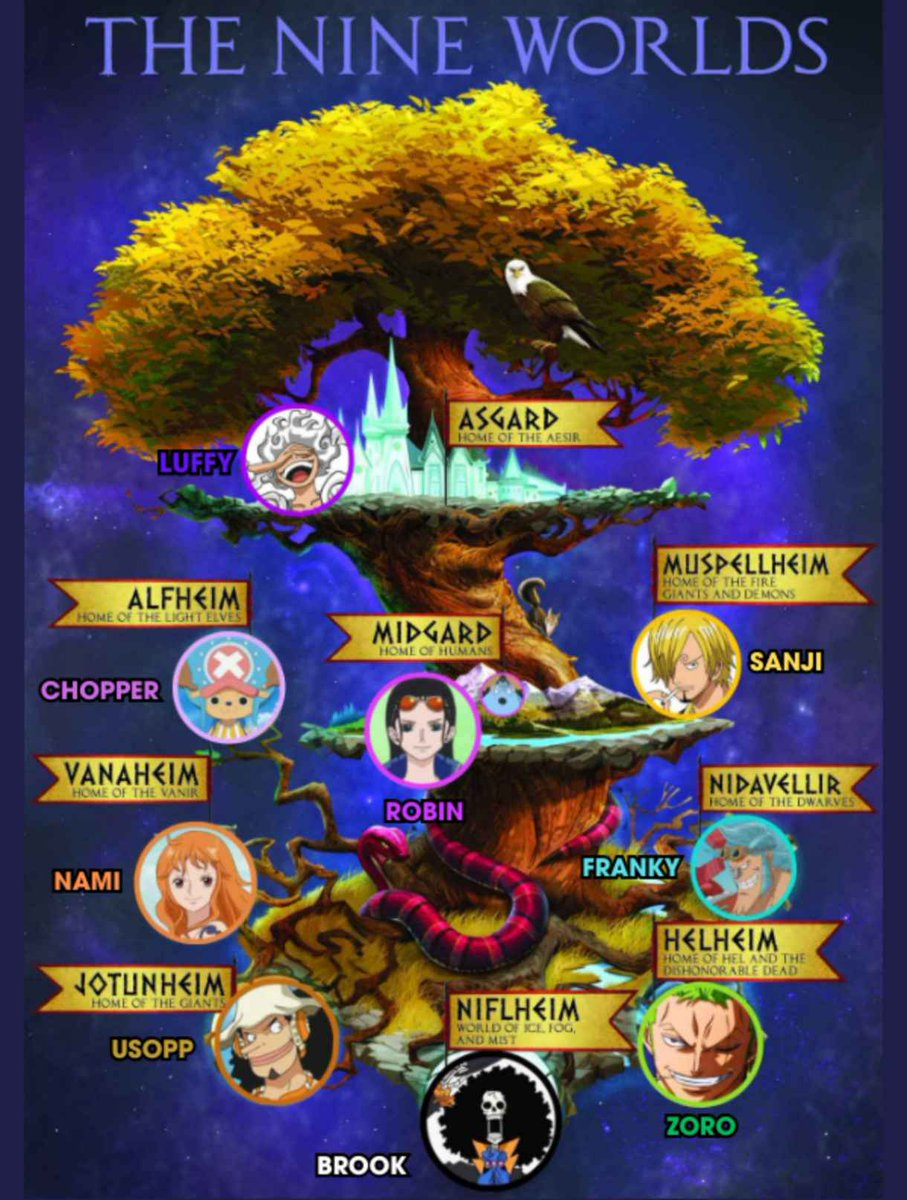 THE NINE WORLDS
ASGARD
HOME OF THE AESIR
LUFFY
MUSPELLHEIM
HOME OF THE FIRE
GIANTS AND DEMONS
ALFHEIM
HOME OF THE LIGHT ELVES
MIDGARD
HOME OF HUMANS
SANJI
CHOPPER
VANAHEIM
HOME OF THE VANIR
NIDAVELLIR
HOME OF THE DWARVES
ROBIN
FRANKY
NAMI
HELHEIM
HOME OF HEL AND THE
DISHONORABLE DEAD
JOTUNHEIM
HOME OF THE GIANTS
NIFLHEIM
WORLD OF ICE, FOG,
AND MIST
USOPP
ZORO
BROOK